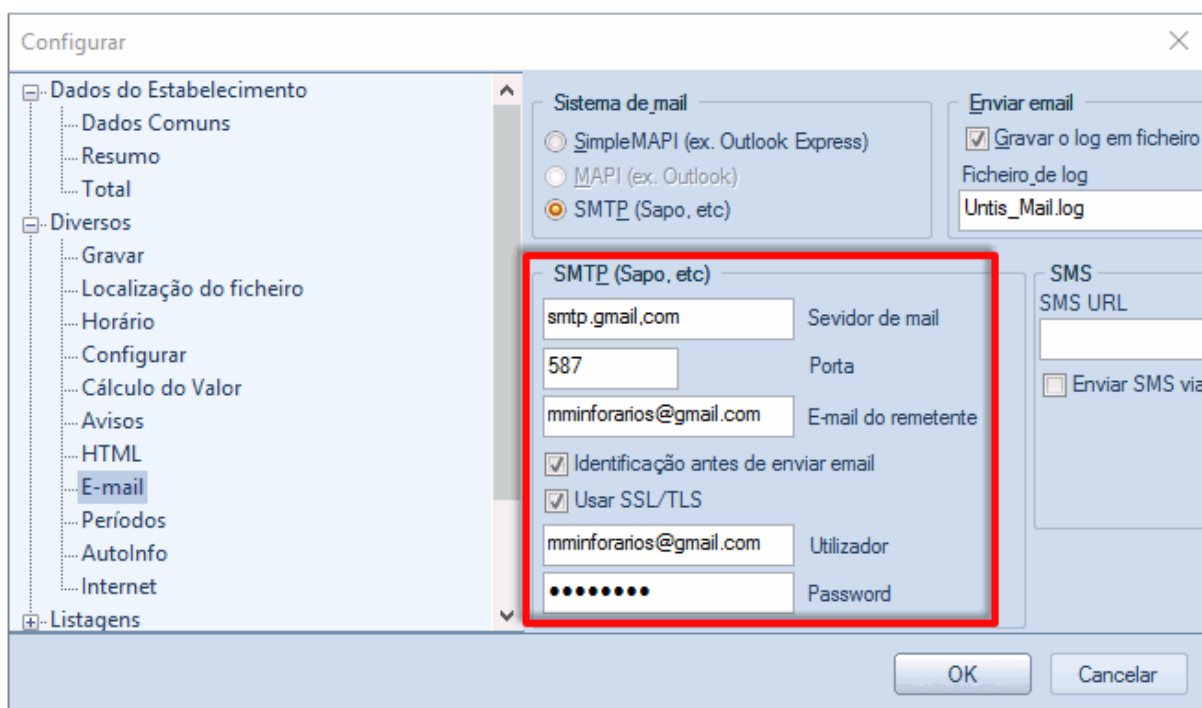 Configurar
Dados do Estabelecimento
Dados Comuns
Resumo
Total
Diversos
Gravar
Localização do ficheiro
Horário
Configurar
Cálculo do Valor
Avisos
HTML
E-mail
Períodos
AutoInfo
Internet
Listagens
Sistema de mail
SimpleMAPI (ex. Outlook Express)
MAPI (ex. Outlook)
SMTP (Sapo, etc)
Enviar email
Gravar o log em ficheiro
Ficheiro de log
Untis_Mail.log
SMTP (Sapo, etc)
smtp.gmail,com Sevidor de mail
587 Porta
mminforarios@gmail.com E-mail do remetente
Identificação antes de enviar email
Usar SSL/TLS
mminforarios@gmail.com Utilizador
•••••••• Password
SMS
SMS URL
Enviar SMS via
OK Cancelar